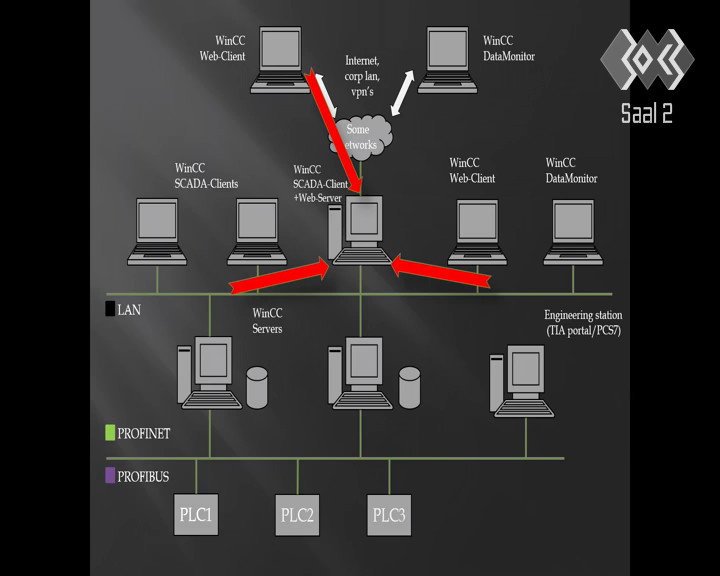 WinCC
Web-Client
Internet,
corp lan,
vpn's
WinCC
DataMonitor
Saal 2
Some
etworks
WinCC
SCADA-Clients
WinCC
SCADA-Client
+Web-Server
WinCC
Web-Client
WinCC
DataMonitor
LAN
WinCC
Servers
Engineering station
(TIA portal/PCS7)
PROFINET
PROFIBUS
PLC1
PLC2
PLC3